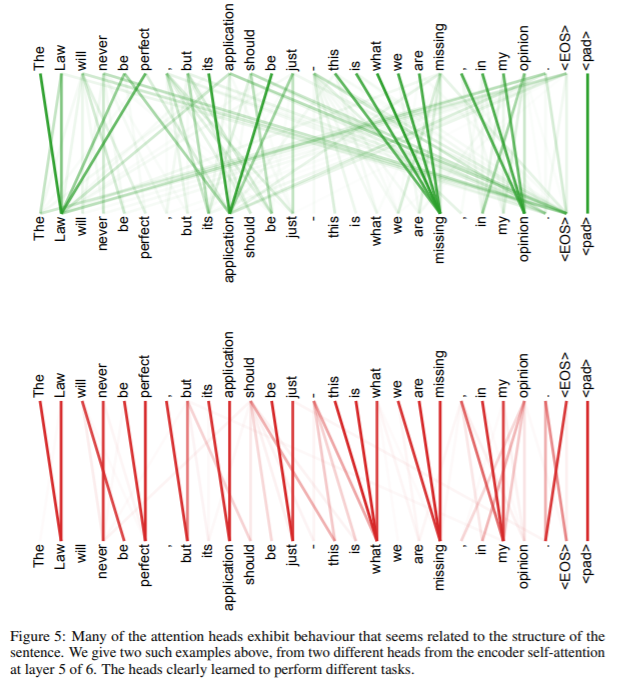 The Law will never be perfect , but its application should be just - this is what we are missing , in my opinion . <EOS> <pad>
The Law will never be perfect , but its application should be just - this is what we are missing , in my opinion . <EOS> <pad>
The Law will never be perfect , but its application should be just - this is what we are missing , in my opinion . <EOS> <pad>
The Law will never be perfect , but its application should be just - this is what we are missing , in my opinion . <EOS> <pad>
Figure 5: Many of the attention heads exhibit behaviour that seems related to the structure of the
sentence. We give two such examples above, from two different heads from the encoder self-attention
at layer 5 of 6. The heads clearly learned to perform different tasks.